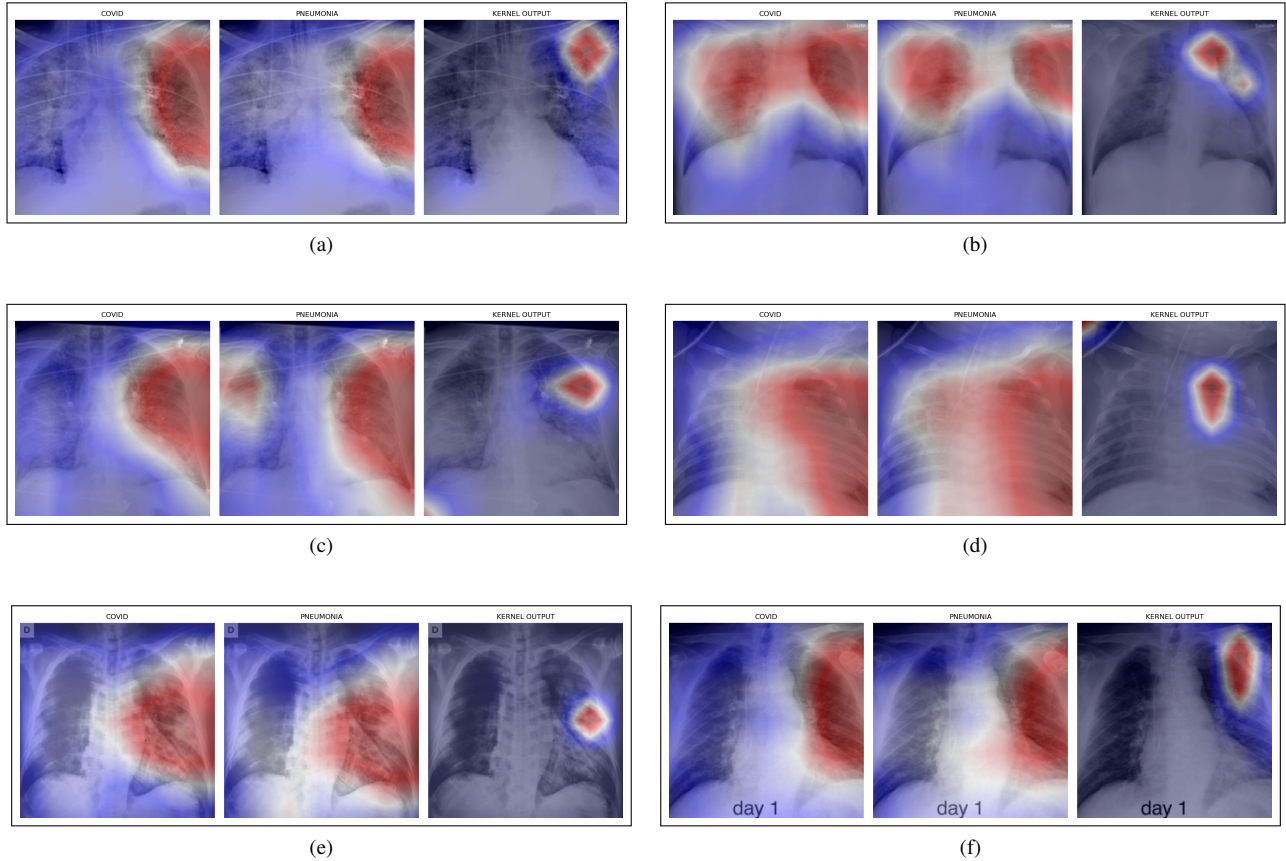 COVID PNEUMONIA KERNEL OUTPUT COVID PNEUMONIA KERNEL OUTPUT
(a) (b)
COVID PNEUMONIA KERNEL OUTPUT COVID PNEUMONIA KERNEL OUTPUT
(c) (d)
COVID PNEUMONIA KERNEL OUTPUT COVID PNEUMONIA KERNEL OUTPUT
D D D
day 1 day 1 day 1
(e) (f)